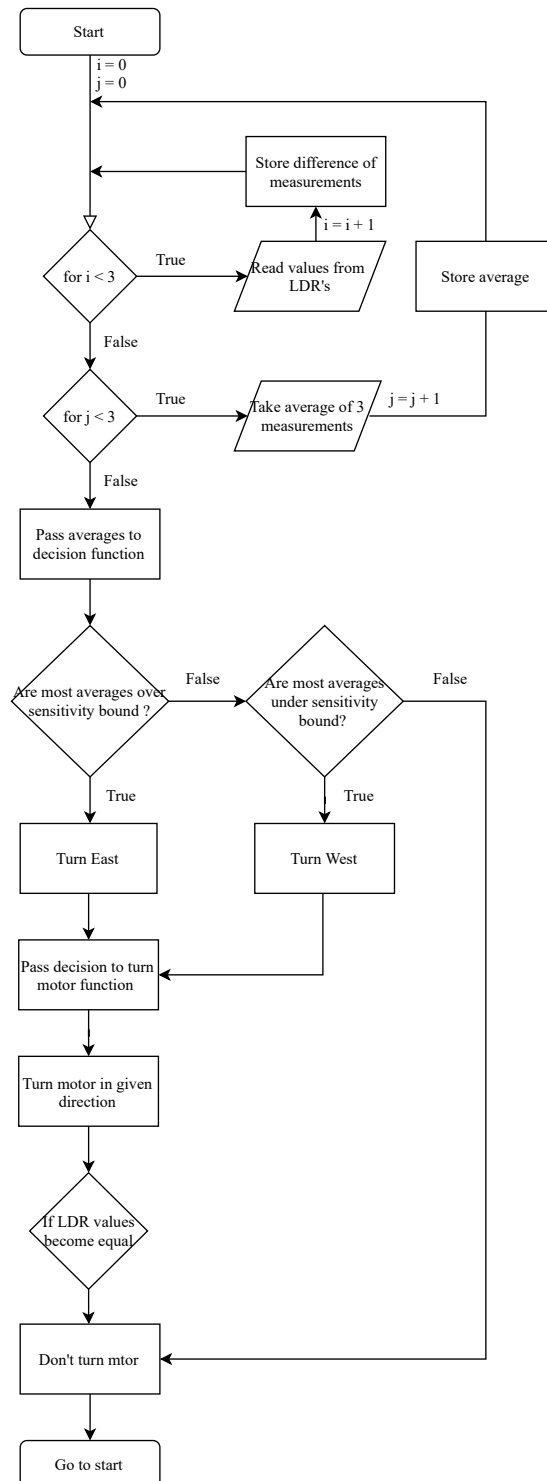 Start
i = 0
j = 0
Store difference of
measurements
i = i + 1
for i < 3
True
Read values from
LDR's
Store average
False
for j < 3
True
Take average of 3
measurements
j = j + 1
False
Pass averages to
decision function
Are most averages over
sensitivity bound ?
False
Are most averages
under sensitivity
bound?
False
True
True
Turn East
Turn West
Pass decision to turn
motor function
Turn motor in given
direction
If LDR values
become equal
Don't turn mtor
Go to start